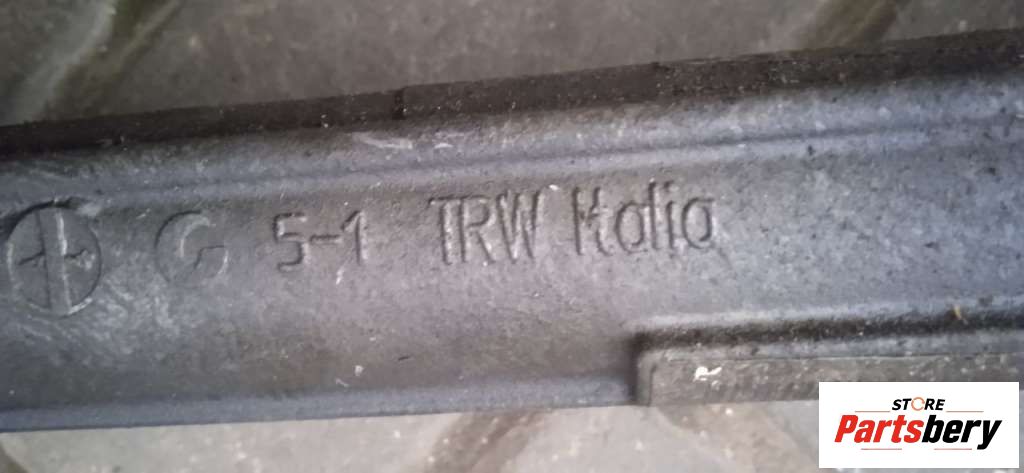 G 5-1 TRW Italia
STORE
Partsbery